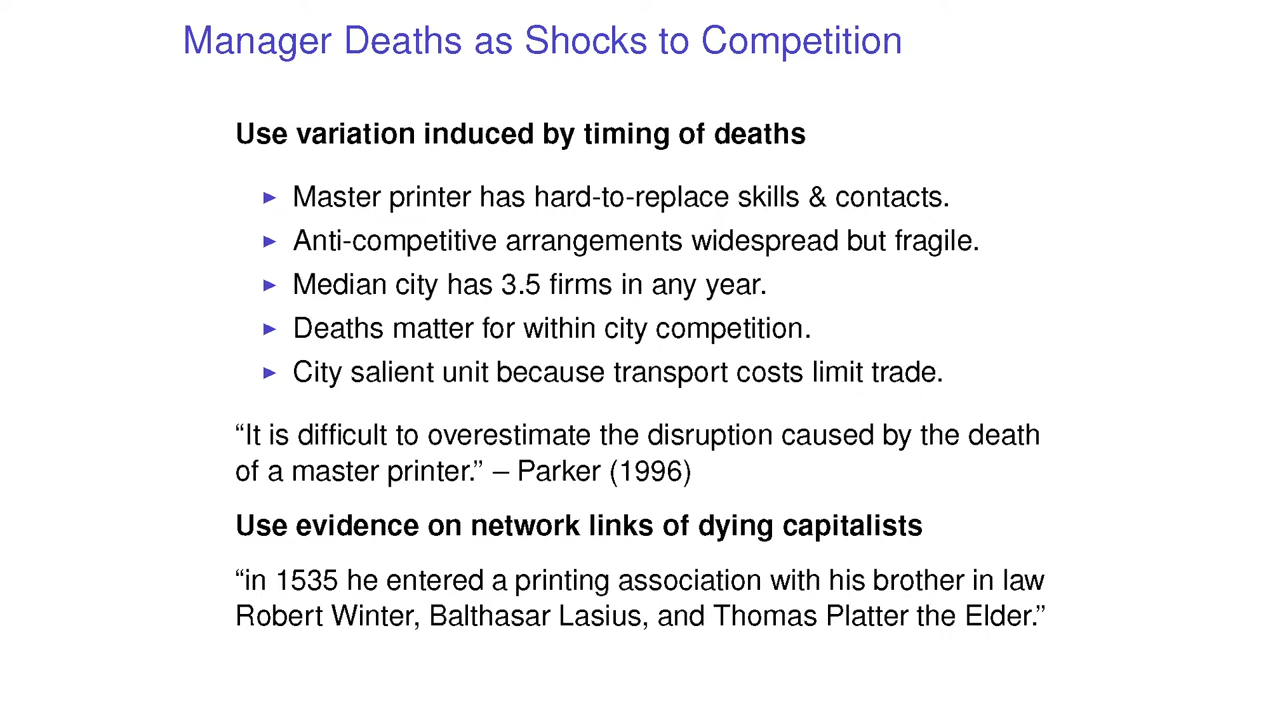 Manager Deaths as Shocks to Competition
Use variation induced by timing of deaths
Master printer has hard-to-replace skills & contacts.
Anti-competitive arrangements widespread but fragile.
Median city has 3.5 firms in any year.
Deaths matter for within city competition.
City salient unit because transport costs limit trade.
“It is difficult to overestimate the disruption caused by the death
of a master printer.” – Parker (1996)
Use evidence on network links of dying capitalists
“in 1535 he entered a printing association with his brother in law
Robert Winter, Balthasar Lasius, and Thomas Platter the Elder.”